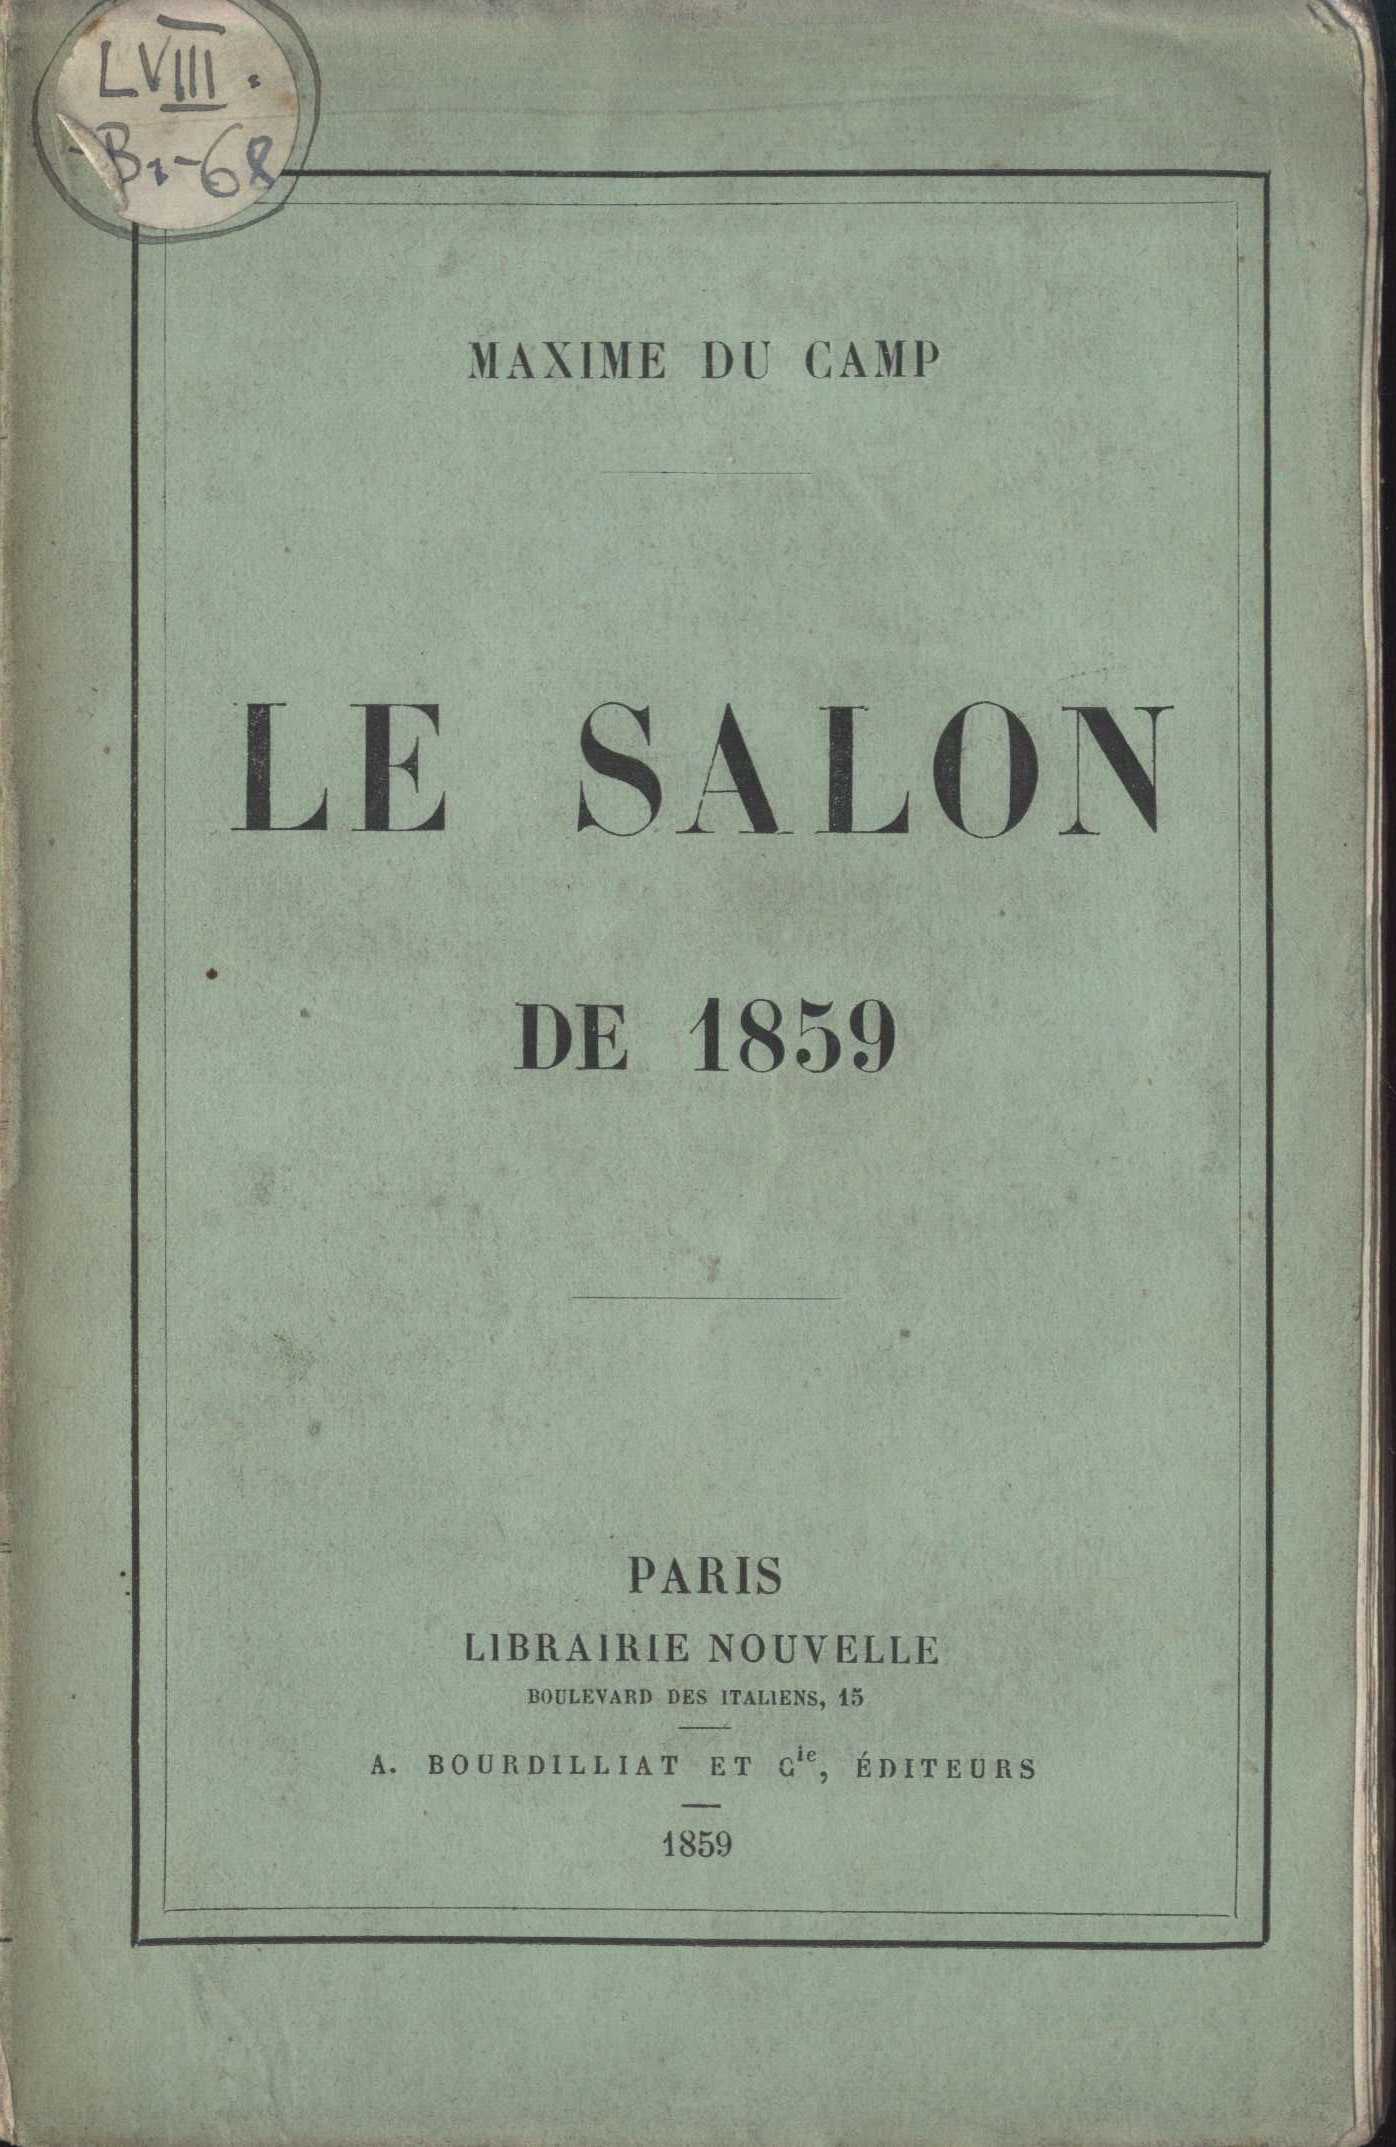 LVIII.
-B1-68
MAXIME DU CAMP
LE SALON
DE 1859
PARIS
LIBRAIRIE NOUVELLE
BOULEVARD DES ITALIENS, 15
A. BOURDILLIAT ET Cie, ÉDITEURS
1859